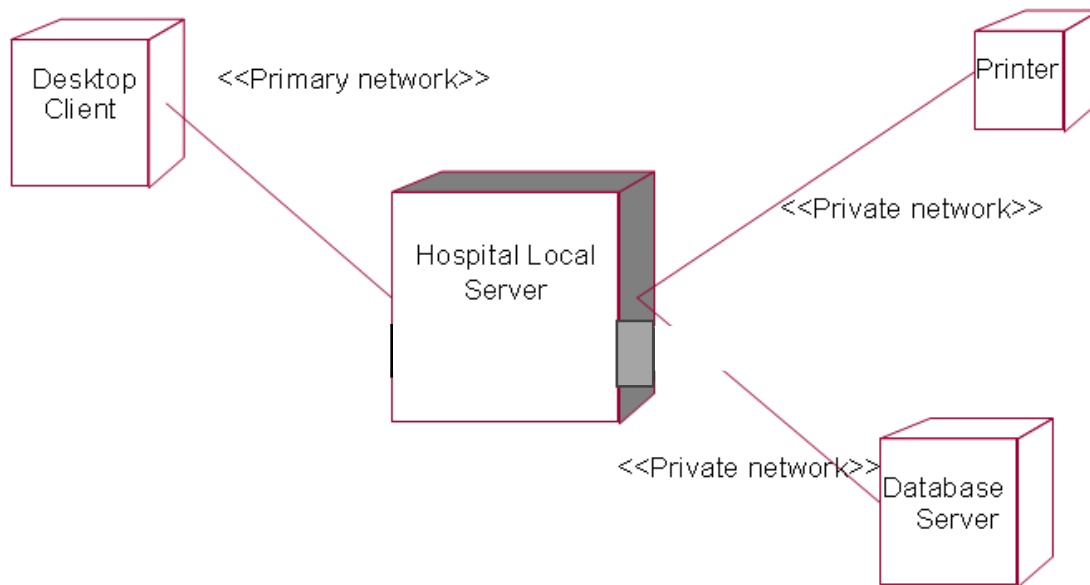 Desktop
Client
<<Primary network>>
Printer
<<Private network>>
Hospital Local
Server
<<Private network>>
Database
Server